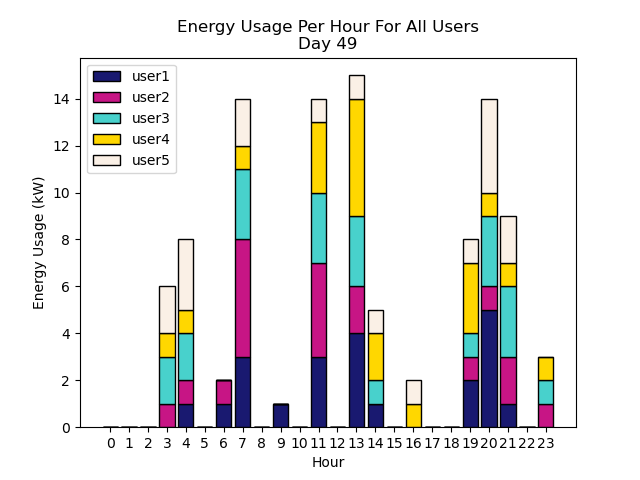 Energy Usage Per Hour For All Users
Day 49
user1
user2
user3
user4
user5
14
12
10
8
6
4
2
0
Energy Usage (kW)
0 1 2 3 4 5 6 7 8 9 10 11 12 13 14 15 16 17 18 19 20 21 22 23
Hour